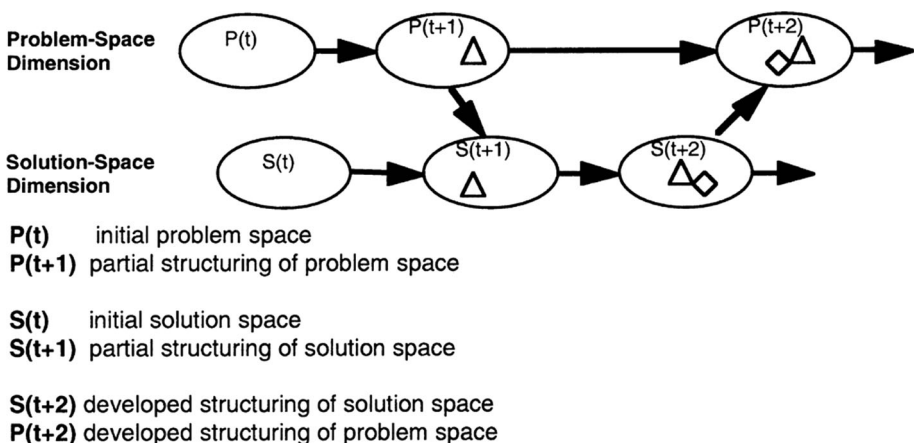 Problem-Space
Dimension
P(t)
P(t+1)
P(t+2)
Solution-Space
Dimension
S(t)
S(t+1)
S(t+2)
P(t) initial problem space
P(t+1) partial structuring of problem space
S(t) initial solution space
S(t+1) partial structuring of solution space
S(t+2) developed structuring of solution space
P(t+2) developed structuring of problem space